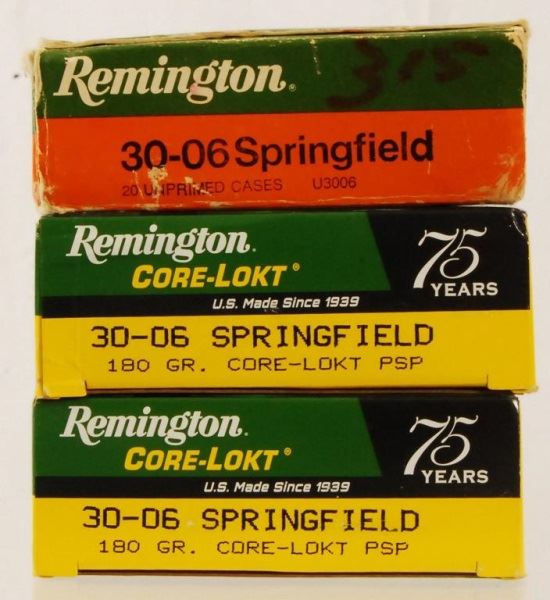 Remington®
315
30-06 Springfield
20 UNPRIMED CASES U3006
Remington®
CORE-LOKT®
75 YEARS
U.S. Made Since 1939
30-06 SPRINGFIELD
180 GR. CORE-LOKT PSP
Remington®
CORE-LOKT®
75 YEARS
U.S. Made Since 1939
30-06 SPRINGFIELD
180 GR. CORE-LOKT PSP